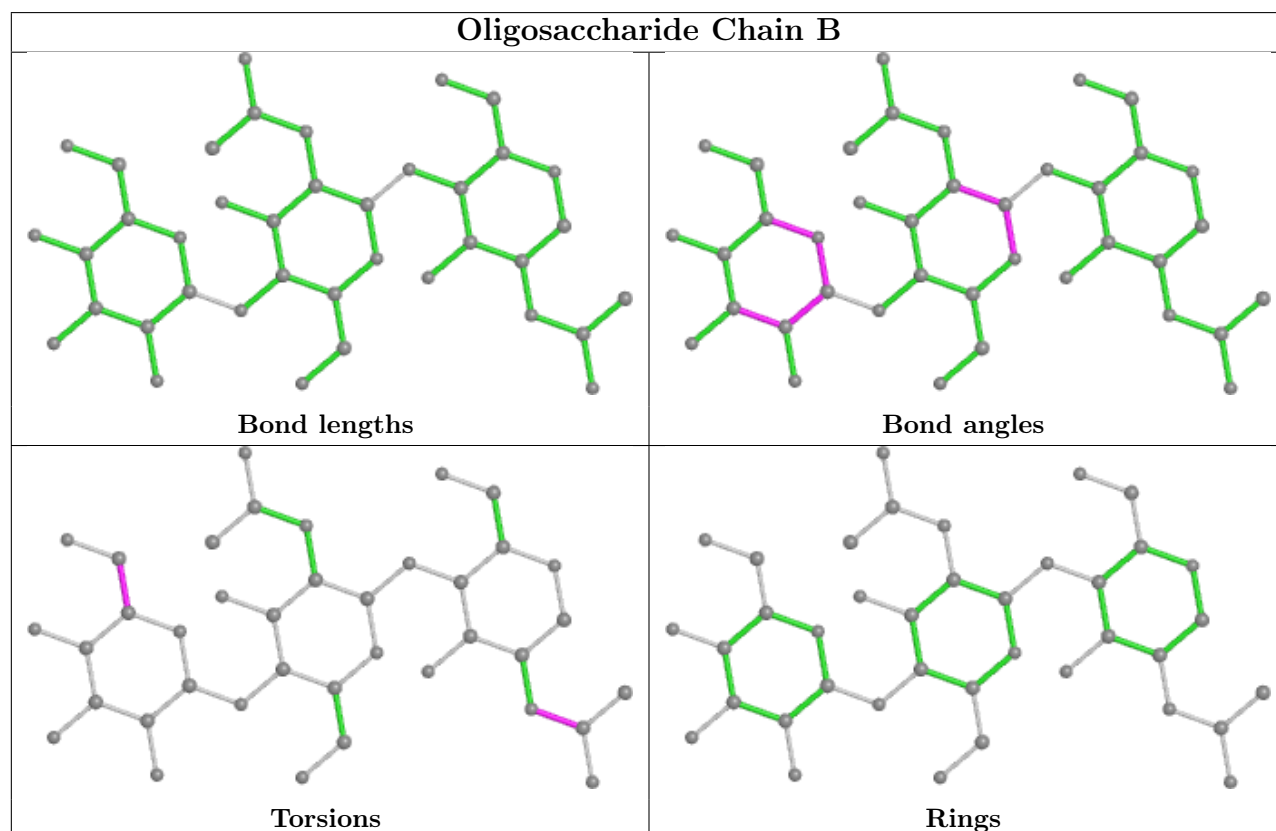 Oligosaccharide Chain B
Bond lengths
Bond angles
Torsions
Rings